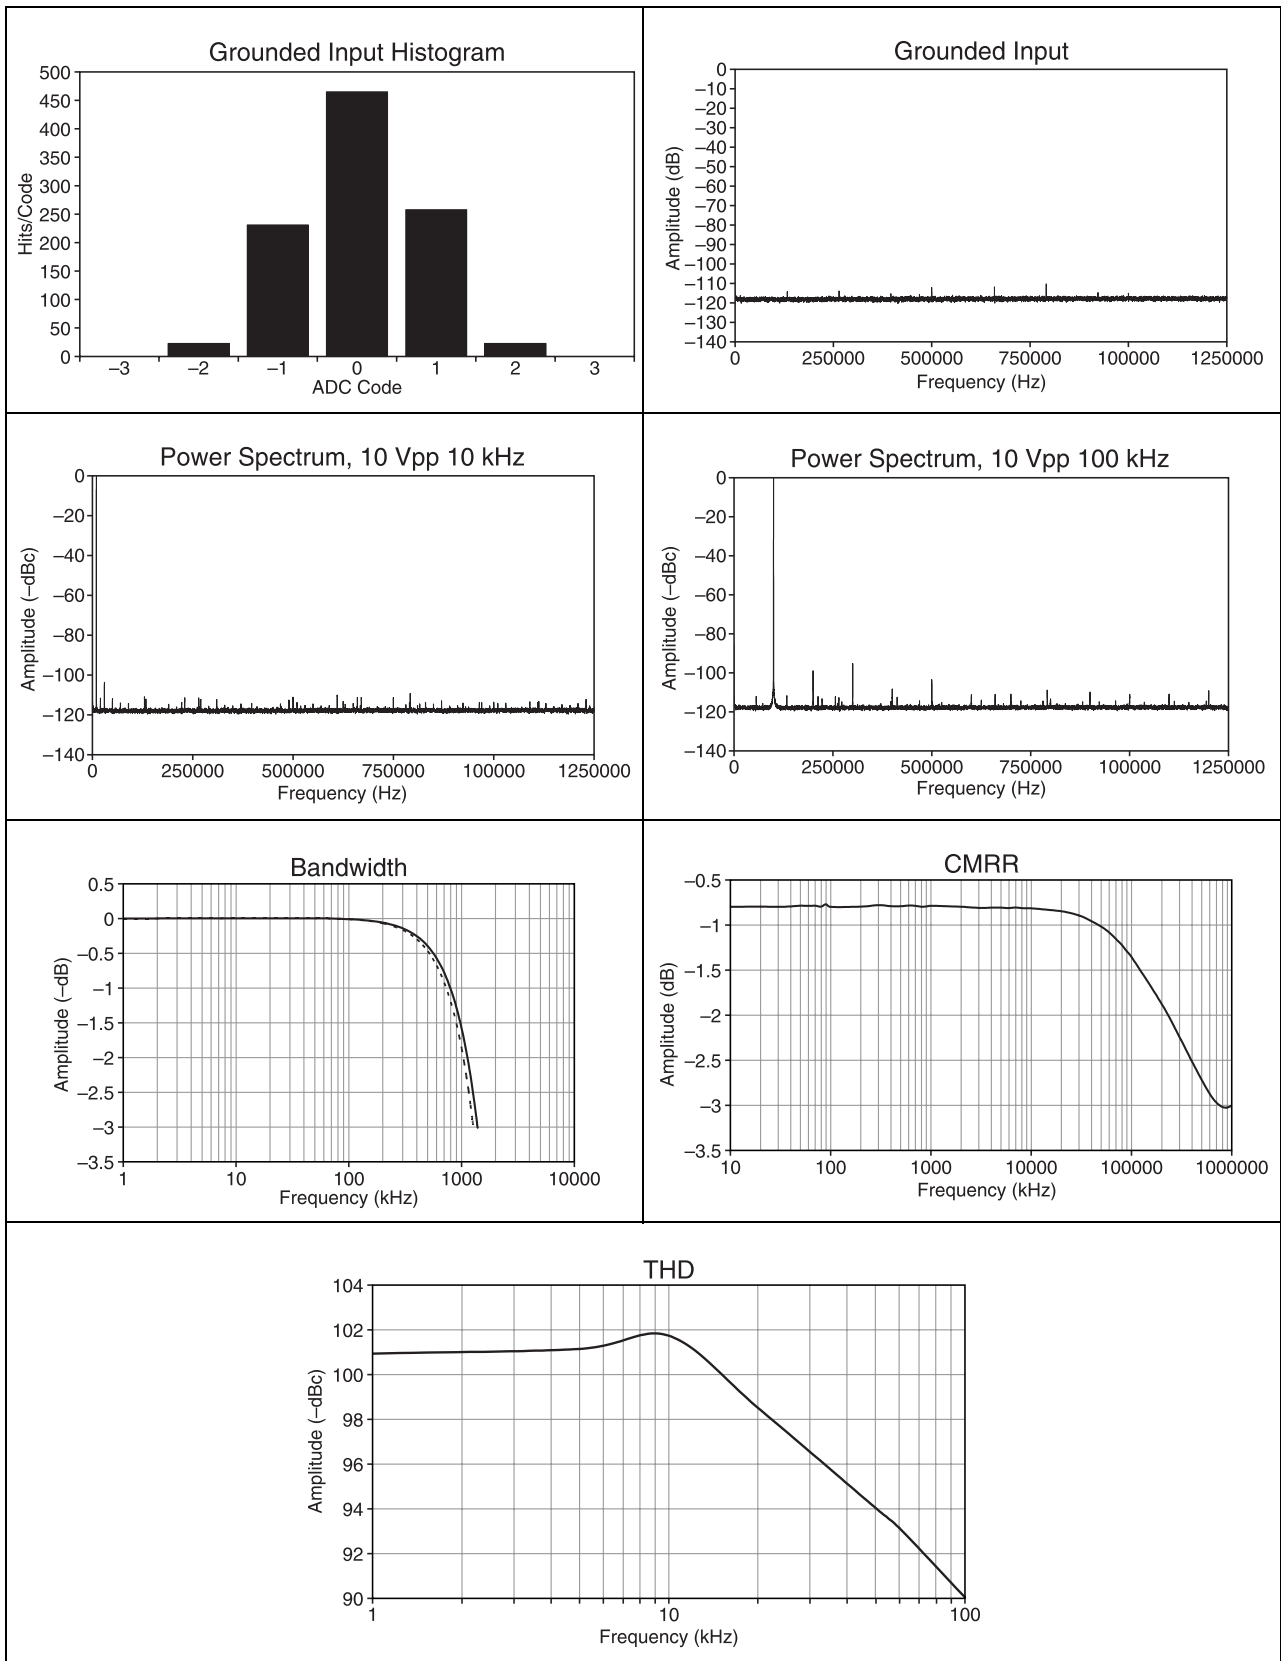 Grounded Input Histogram
500
450
400
350
300
250
200
150
100
50
0
Hits/Code
–3 –2 –1 0 1 2 3
ADC Code
Grounded Input
0
–10
–20
–30
–40
–50
–60
–70
–80
–90
–100
–110
–120
–130
–140
Amplitude (dB)
0 250000 500000 750000 100000 1250000
Frequency (Hz)
Power Spectrum, 10 Vpp 10 kHz
0
–20
–40
–60
–80
–100
–120
–140
Amplitude (–dBc)
0 250000 500000 750000 100000 1250000
Frequency (Hz)
Power Spectrum, 10 Vpp 100 kHz
0
–20
–40
–60
–80
–100
–120
–140
Amplitude (–dBc)
0 250000 500000 750000 100000 1250000
Frequency (Hz)
Bandwidth
0.5
0
–0.5
–1
–1.5
–2
–2.5
–3
–3.5
Amplitude (–dB)
1 10 100 1000 10000
Frequency (kHz)
CMRR
–0.5
–1
–1.5
–2
–2.5
–3
–3.5
Amplitude (dB)
10 100 1000 10000 100000 1000000
Frequency (kHz)
THD
104
102
100
98
96
94
92
90
Amplitude (–dBc)
1 10 100
Frequency (kHz)